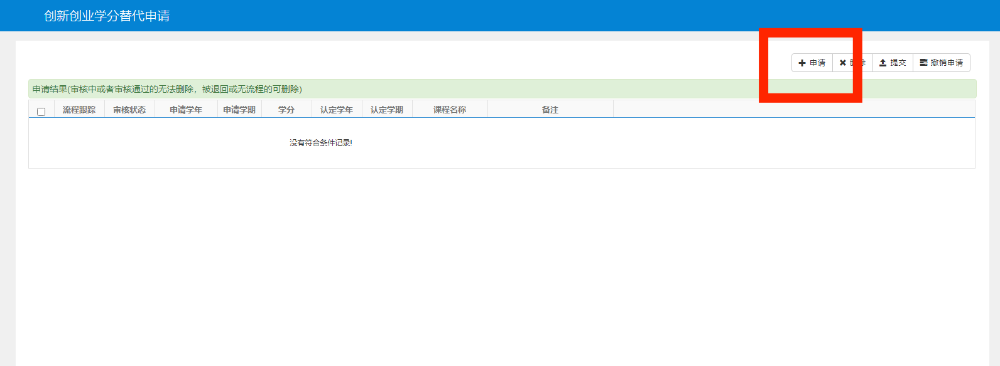 创新创业学分替代申请
申请 提交 撤销申请
申请结果(审核中或者审核通过的无法删除，被退回或无流程的可删除)
流程跟踪 审核状态 申请学年 申请学期 学分 认定学年 认定学期 课程名称 备注
没有符合条件记录!